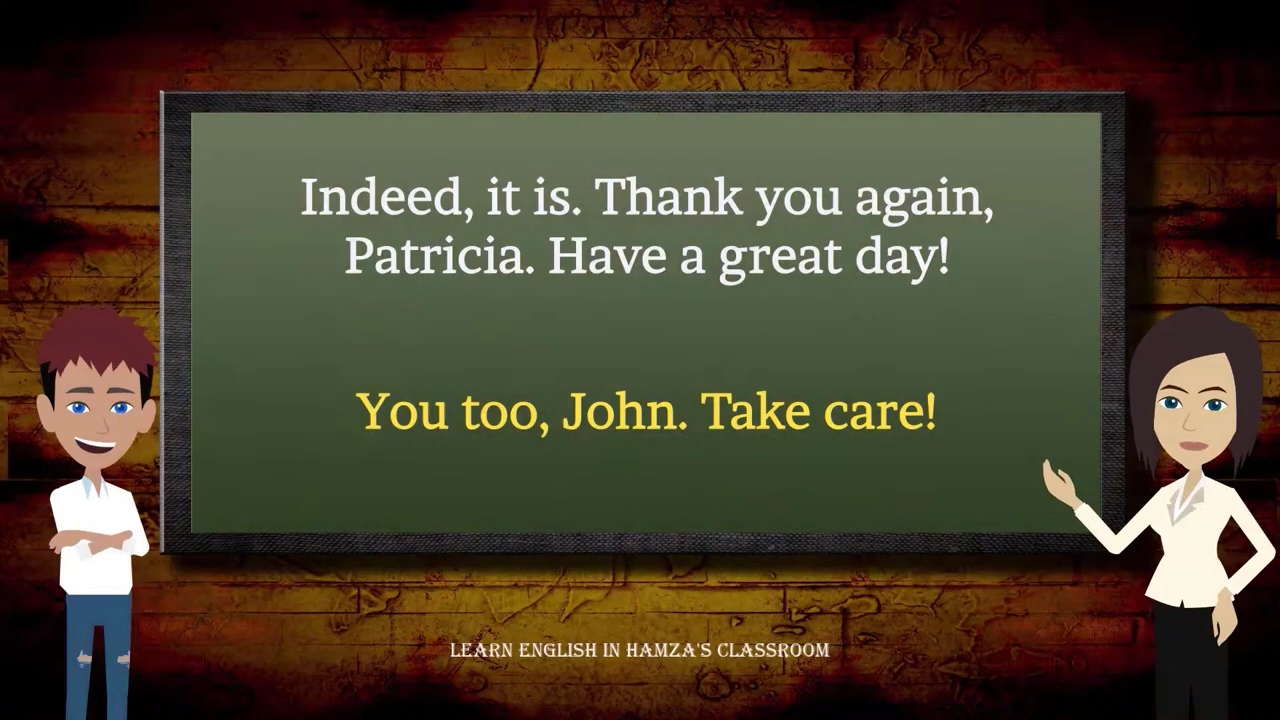 Indeed, it is. Thank you again,
Patricia. Have a great day!
You too, John. Take care!
LEARN ENGLISH IN HAMZA'S CLASSROOM